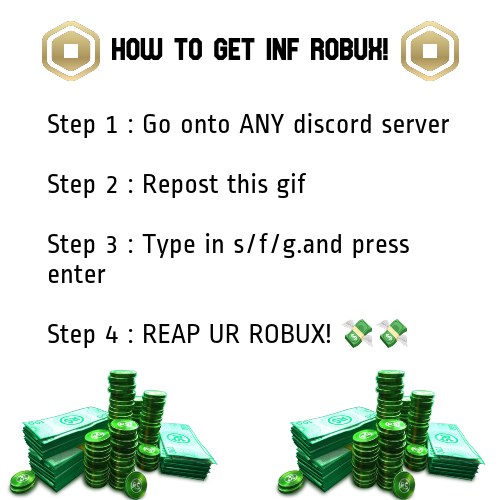 HOW TO GET INF ROBUX!
Step 1 : Go onto ANY discord server
Step 2 : Repost this gif
Step 3 : Type in s/f/g.and press
enter
Step 4 : REAP UR ROBUX! 💸💸